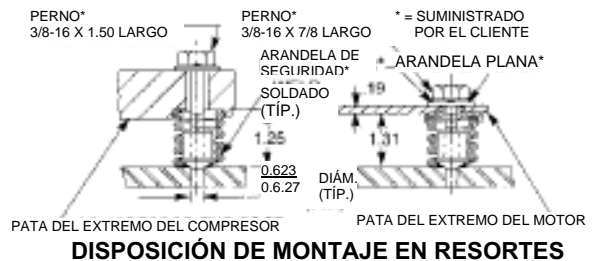 PERNO*
3/8-16 X 1.50 LARGO
PERNO*
3/8-16 X 7/8 LARGO
* = SUMINISTRADO
POR EL CLIENTE
ARANDELA DE
SEGURIDAD*
* ARANDELA PLANA*
SOLDADO
(TÍP.)
.19
1.25
1.31
0.623
0.6.27
DIÁM.
(TÍP.)
PATA DEL EXTREMO DEL COMPRESOR
PATA DEL EXTREMO DEL MOTOR
DISPOSICIÓN DE MONTAJE EN RESORTES